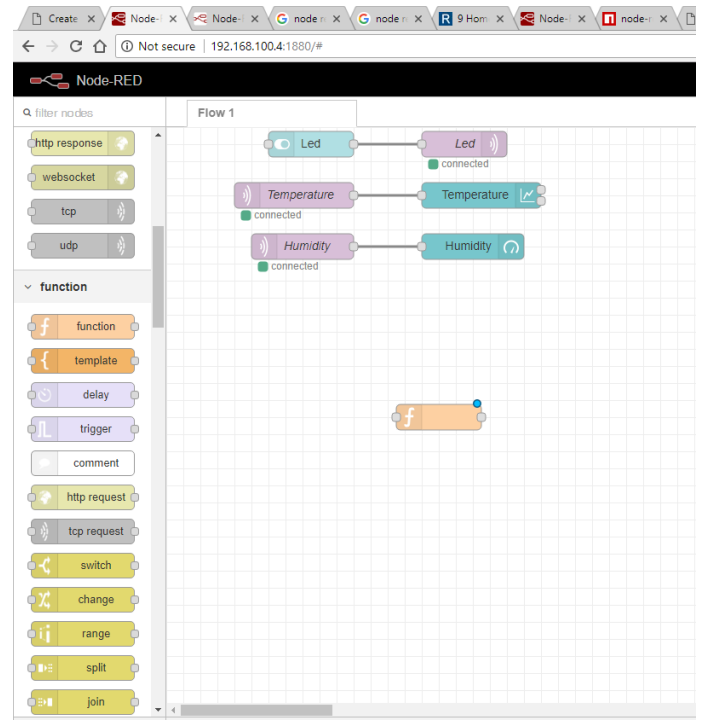 Create
Node-
Node-
node r
node r
9 Hom
Node-
node-r
Not secure | 192.168.100.4:1880/#
Node-RED
filter nodes
Flow 1
http response
websocket
tcp
udp
function
function
template
delay
trigger
comment
http request
tcp request
switch
change
range
split
join
Led
Led
connected
Temperature
Temperature
connected
Humidity
Humidity
connected